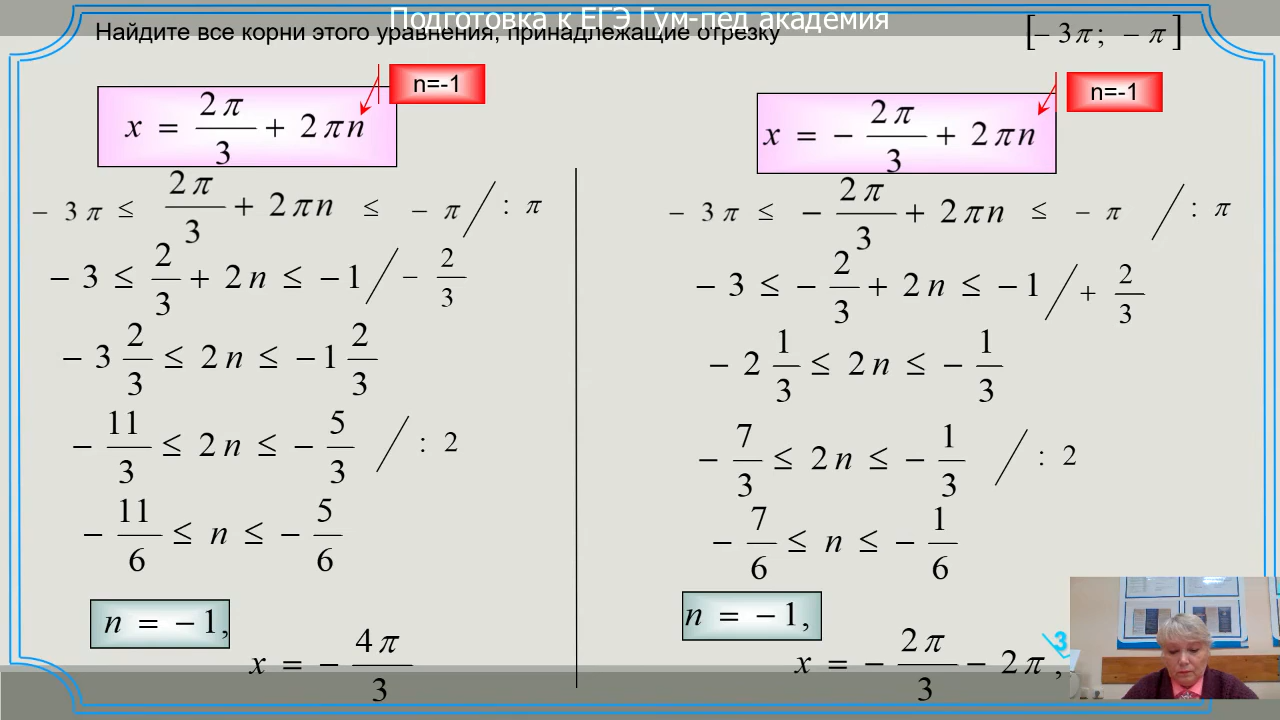 Подготовка к ЕГЭ Гум-пед академия
Найдите все корни этого уравнения, принадлежащие отрезку [− 3π ; − π]
n=-1
x = 2π/3 + 2πn
− 3π ≤ 2π/3 + 2πn ≤ − π / : π
− 3 ≤ 2/3 + 2n ≤ − 1 / − 2/3
− 3 2/3 ≤ 2n ≤ − 1 2/3
− 11/3 ≤ 2n ≤ − 5/3 / : 2
− 11/6 ≤ n ≤ − 5/6
n = − 1,
x = − 4π/3
n=-1
x = − 2π/3 + 2πn
− 3π ≤ − 2π/3 + 2πn ≤ − π / : π
− 3 ≤ − 2/3 + 2n ≤ − 1 / + 2/3
− 2 1/3 ≤ 2n ≤ − 1/3
− 7/3 ≤ 2n ≤ − 1/3 / : 2
− 7/6 ≤ n ≤ − 1/6
n = − 1,
x = − 2π/3 − 2π ,
3